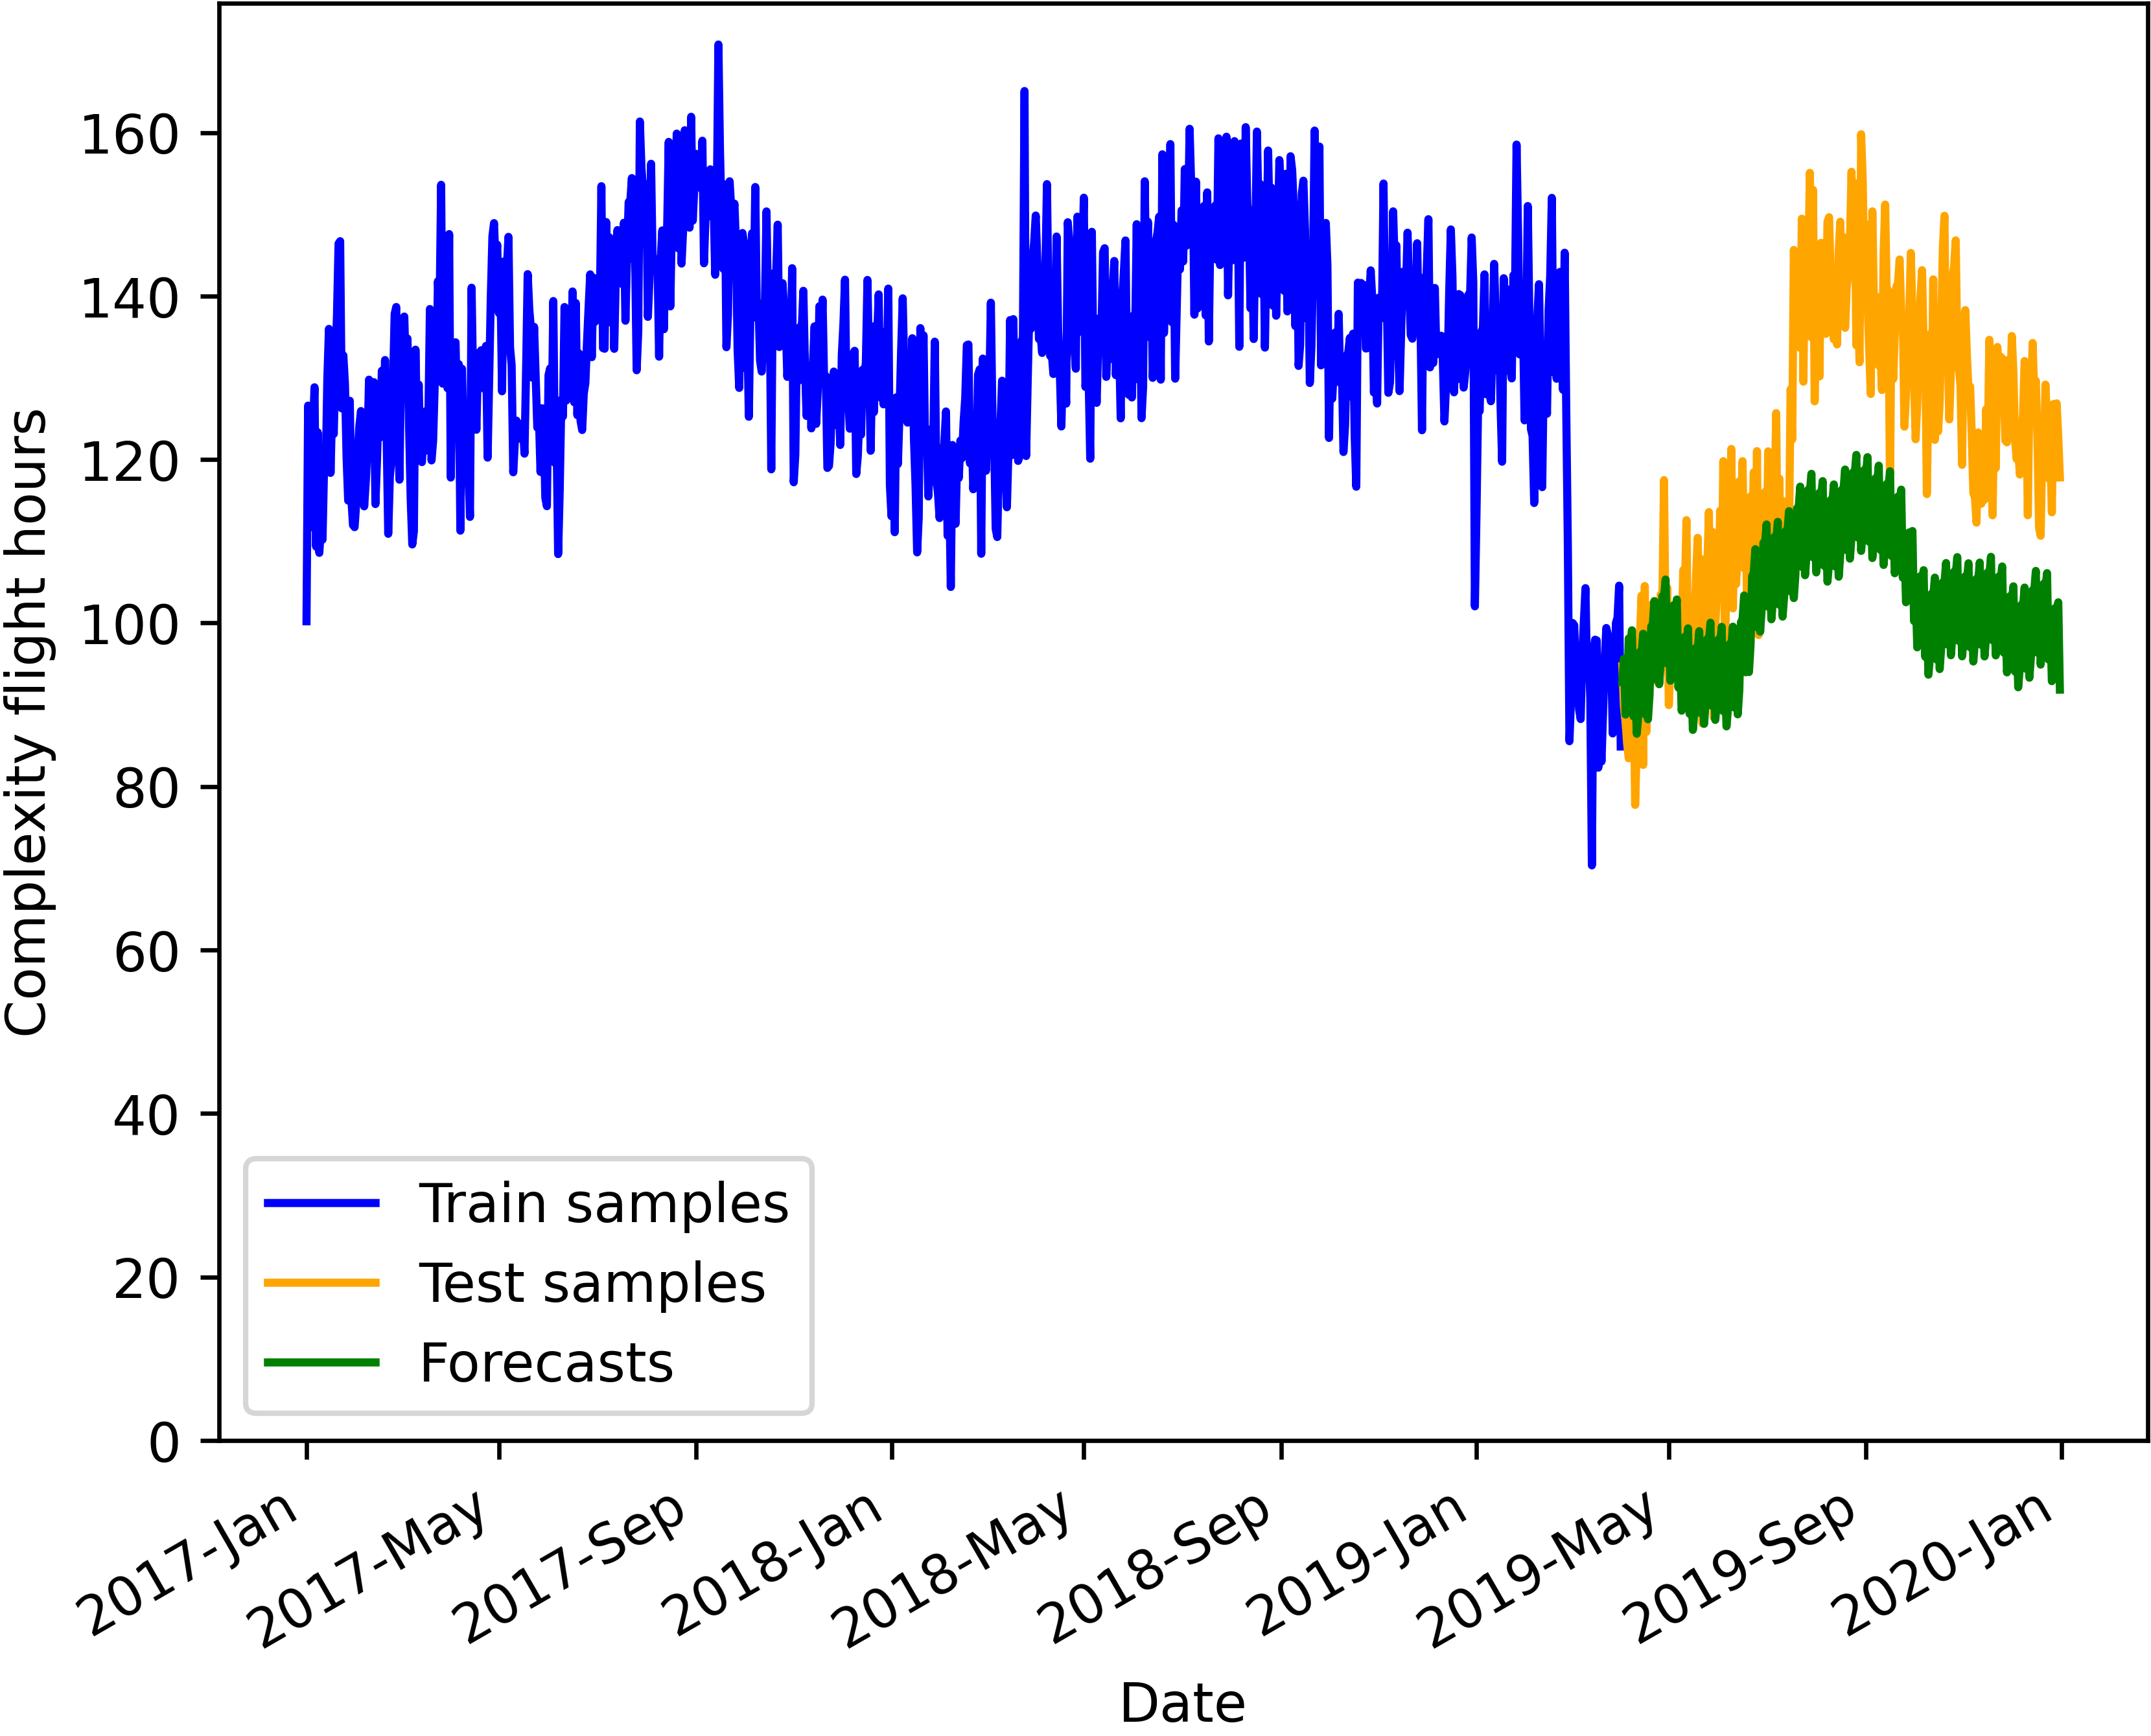 Complexity flight hours
160
140
120
100
80
60
40
20
0
Train samples
Test samples
Forecasts
2017-Jan
2017-May
2017-Sep
2018-Jan
2018-May
2018-Sep
2019-Jan
2019-May
2019-Sep
2020-Jan
Date